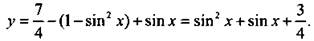 y = 7/4 - (1 - sin² x) + sin x = sin² x + sin x + 3/4.